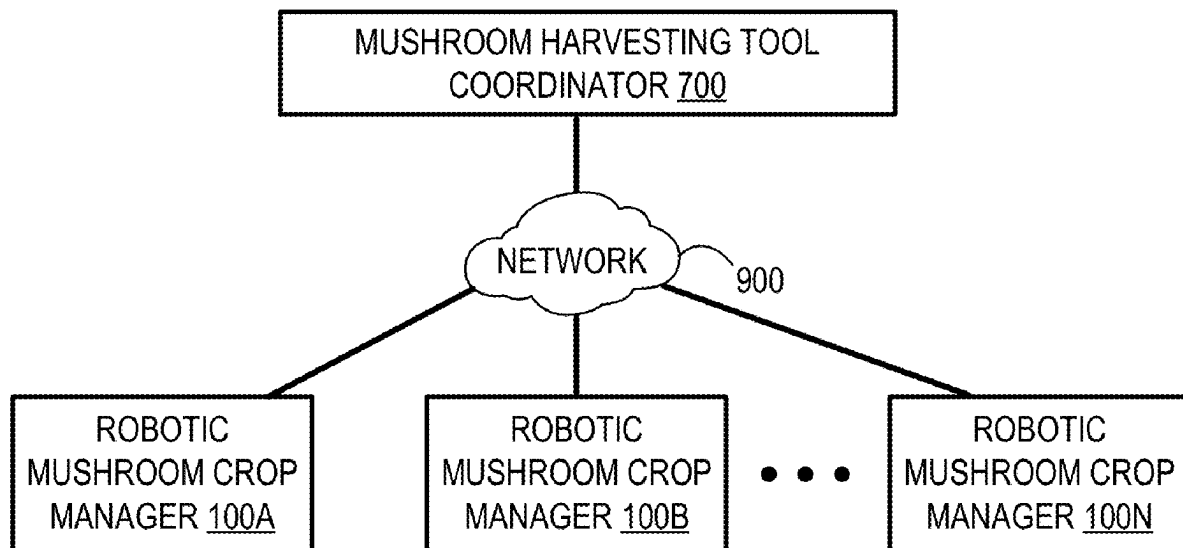 MUSHROOM HARVESTING TOOL
COORDINATOR 700
NETWORK
900
ROBOTIC
MUSHROOM CROP
MANAGER 100A
ROBOTIC
MUSHROOM CROP
MANAGER 100B
ROBOTIC
MUSHROOM CROP
MANAGER 100N